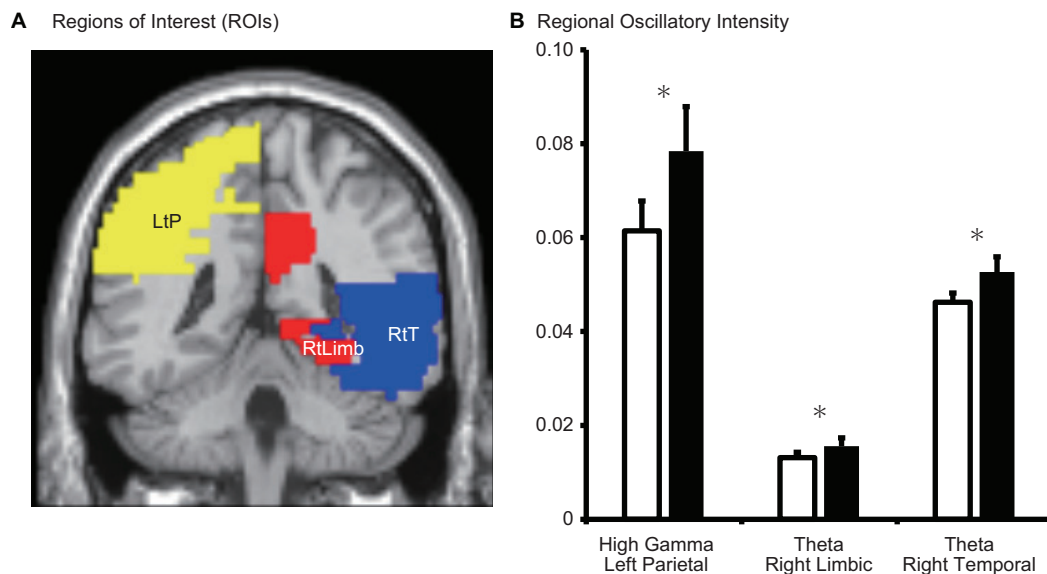 A Regions of Interest (ROIs)
LtP
RtLimb
RtT
B Regional Oscillatory Intensity
0.10
0.08
0.06
0.04
0.02
0
*
*
*
High Gamma
Left Parietal
Theta
Right Limbic
Theta
Right Temporal